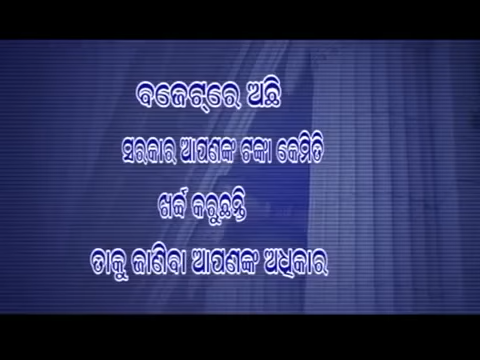 ବଜେଟ୍‌ରେ ଅଛି
ସରକାର ଆପଣଙ୍କ ଟଙ୍କା କେମିତି
ଖର୍ଚ୍ଚ କରୁଛନ୍ତି
ତାକୁ ଜାଣିବା ଆପଣଙ୍କ ଅଧିକାର